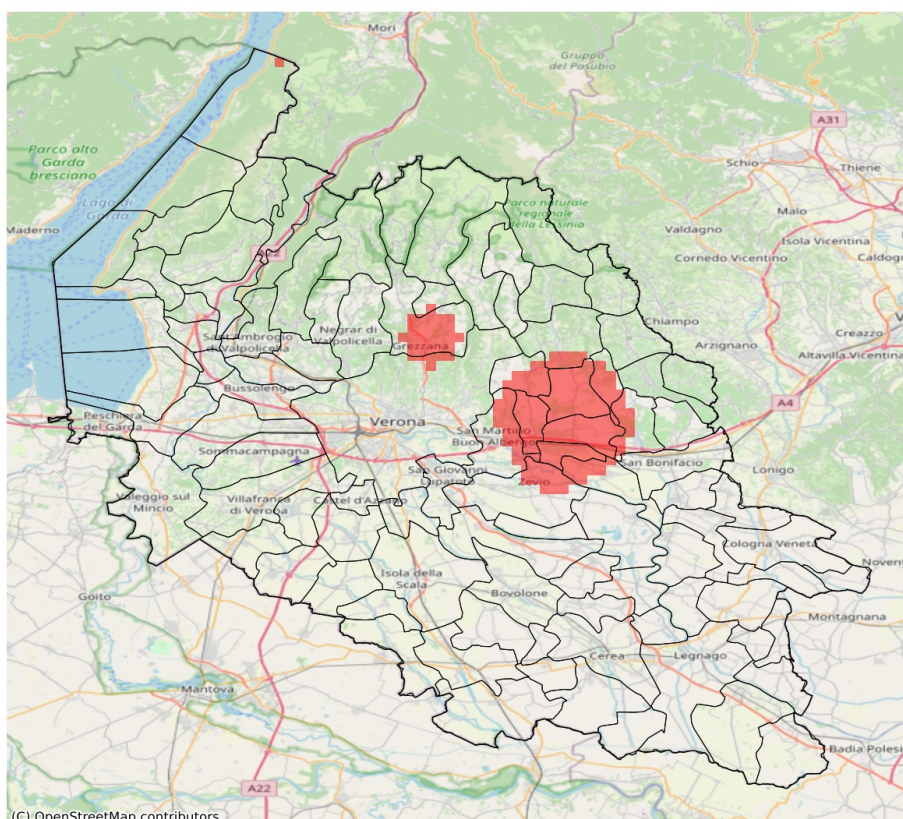 Mori
Gruppo
del Pasubio
A31
Parco alto
Garda
bresciano
Schio
Thiene
Lago di
Garda
Parco naturale
regionale
della Lessinia
Malo
Maderno
Valdagno
Isola Vicentina
A22
Cornedo Vicentino
Caldog
Chiampo
Sant'Ambrogio
di Valpolicella
Negrar di
Valpolicella
Grezzana
Arzignano
Creazzo
Altavilla Vicentina
Bussolengo
A4
Peschiera
del Garda
Verona
San Martino
Buon Albergo
Sommacampagna
San Giovanni
Lupatoto
Zevio
San Bonifacio
Lonigo
Valeggio sul
Mincio
Villafranca
di Verona
Castel d'Azzano
Cologna Veneta
Noven
Isola della
Scala
Goito
Bovolone
Montagnana
Cerea
Legnago
Mantova
Badia Polesi
A22
(C) OpenStreetMap contributors